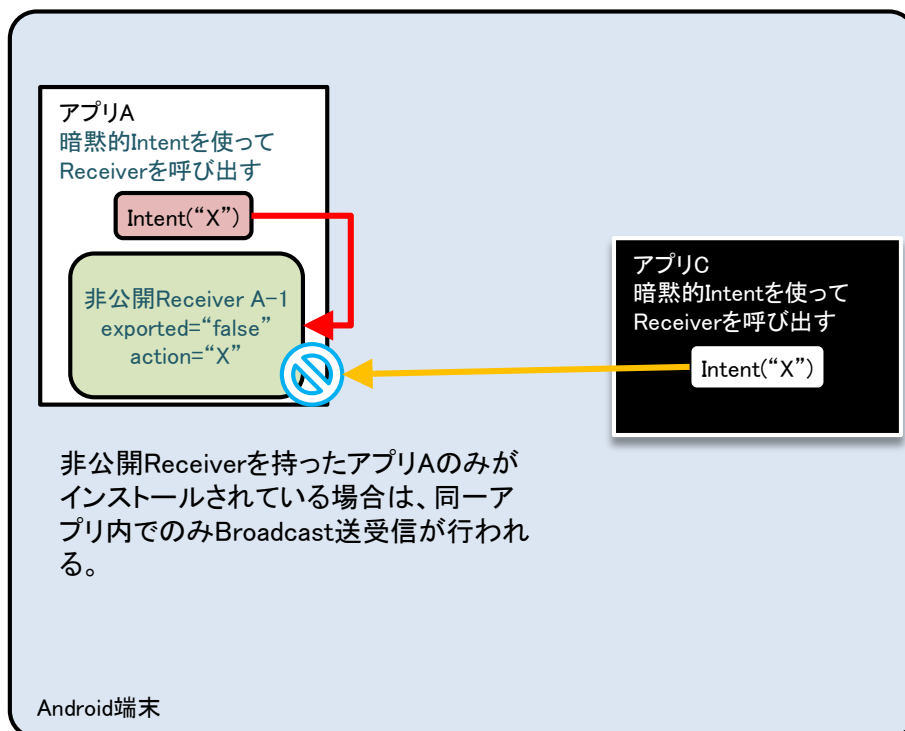 アプリA
暗黙的Intentを使って
Receiverを呼び出す
Intent(“X”)
非公開Receiver A-1
exported=“false”
action=“X”
アプリC
暗黙的Intentを使って
Receiverを呼び出す
Intent(“X”)
非公開Receiverを持ったアプリAのみが
インストールされている場合は、同一ア
プリ内でのみBroadcast送受信が行われ
る。
Android端末